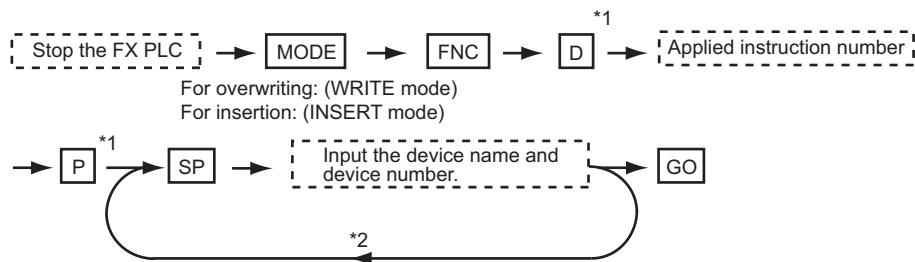 *1
Stop the FX PLC MODE FNC D Applied instruction number
For overwriting: (WRITE mode)
For insertion: (INSERT mode)
*1
P SP Input the device name and
device number. GO
*2